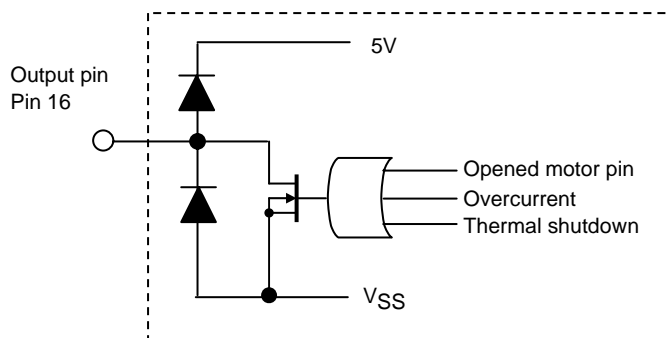 5V
Output pin
Pin 16
Opened motor pin
Overcurrent
Thermal shutdown
VSS